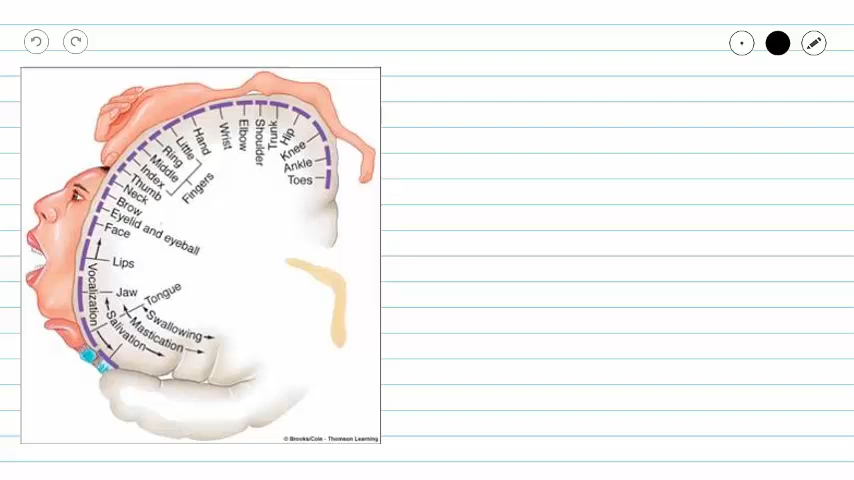 Toes
Ankle
Knee
Hip
Trunk
Shoulder
Elbow
Wrist
Hand
Little
Ring
Middle
Index
Thumb
Fingers
Neck
Brow
Eyelid and eyeball
Face
Lips
Vocalization
Jaw
Tongue
Swallowing
Mastication
Salivation
© Brooks/Cole - Thomson Learning